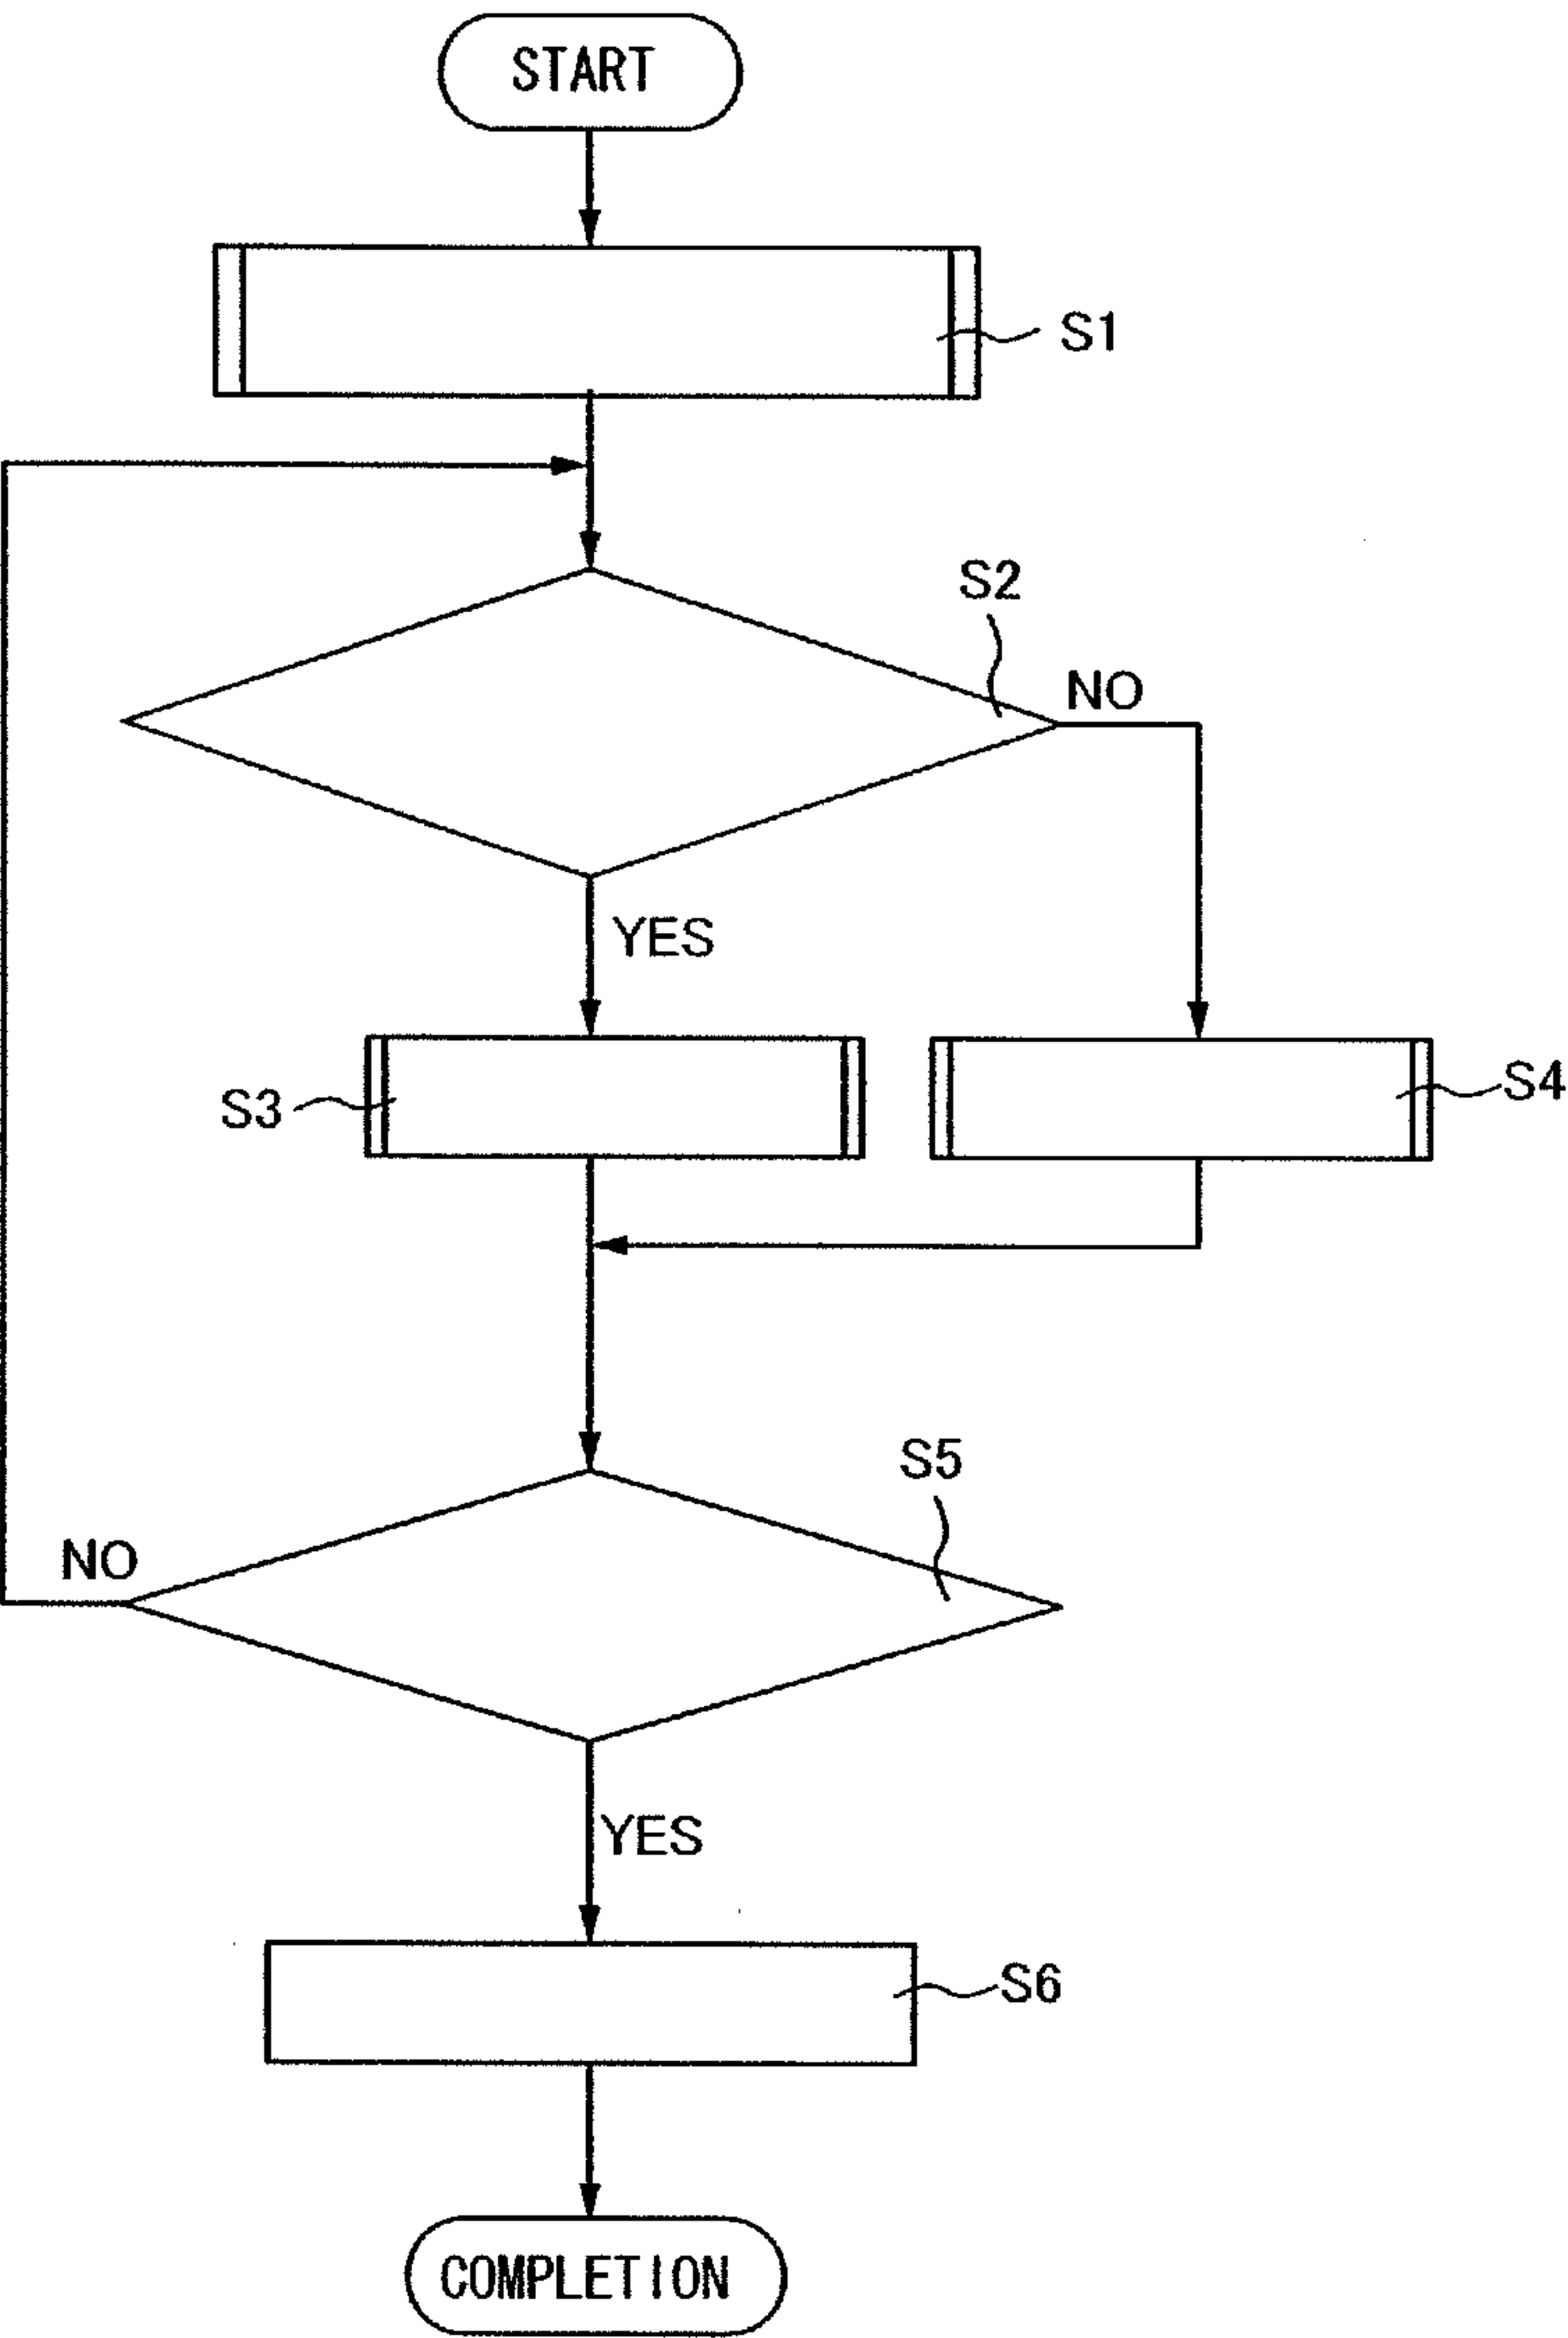 START
S1
S2
NO
YES
S3
S4
S5
NO
YES
S6
COMPLETION